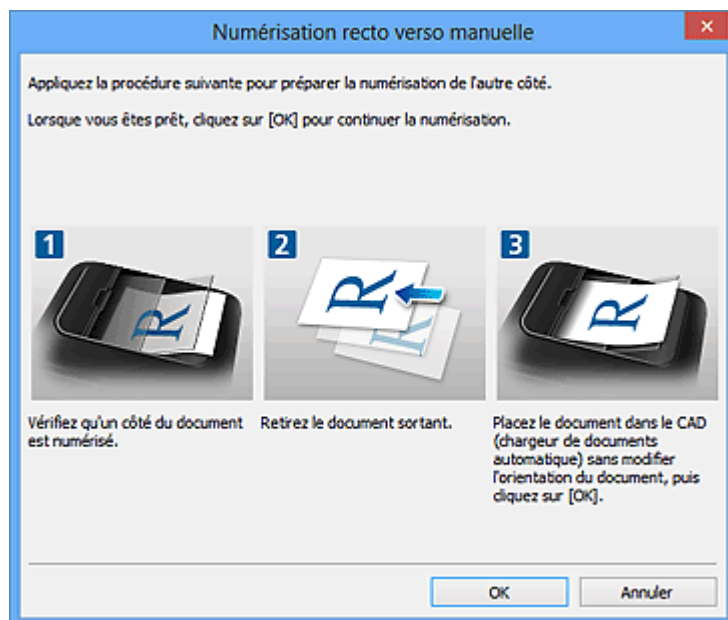 Numérisation recto verso manuelle
Appliquez la procédure suivante pour préparer la numérisation de l'autre côté.
Lorsque vous êtes prêt, cliquez sur [OK] pour continuer la numérisation.
1
R
Vérifiez qu'un côté du document
est numérisé.
2
R
R
Retirez le document sortant.
3
R
Placez le document dans le CAD
(chargeur de documents
automatique) sans modifier
l'orientation du document, puis
cliquez sur [OK].
OK
Annuler